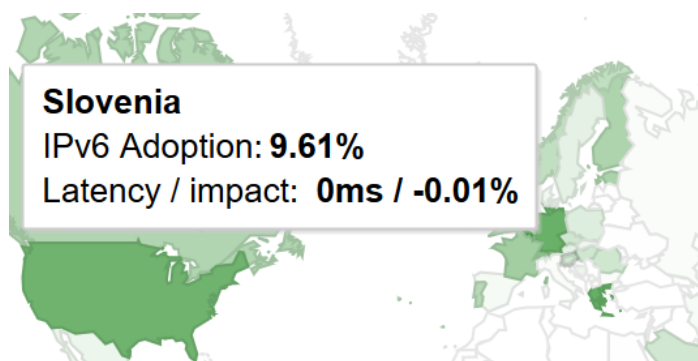 Slovenia
IPv6 Adoption: 9.61%
Latency / impact: 0ms / -0.01%